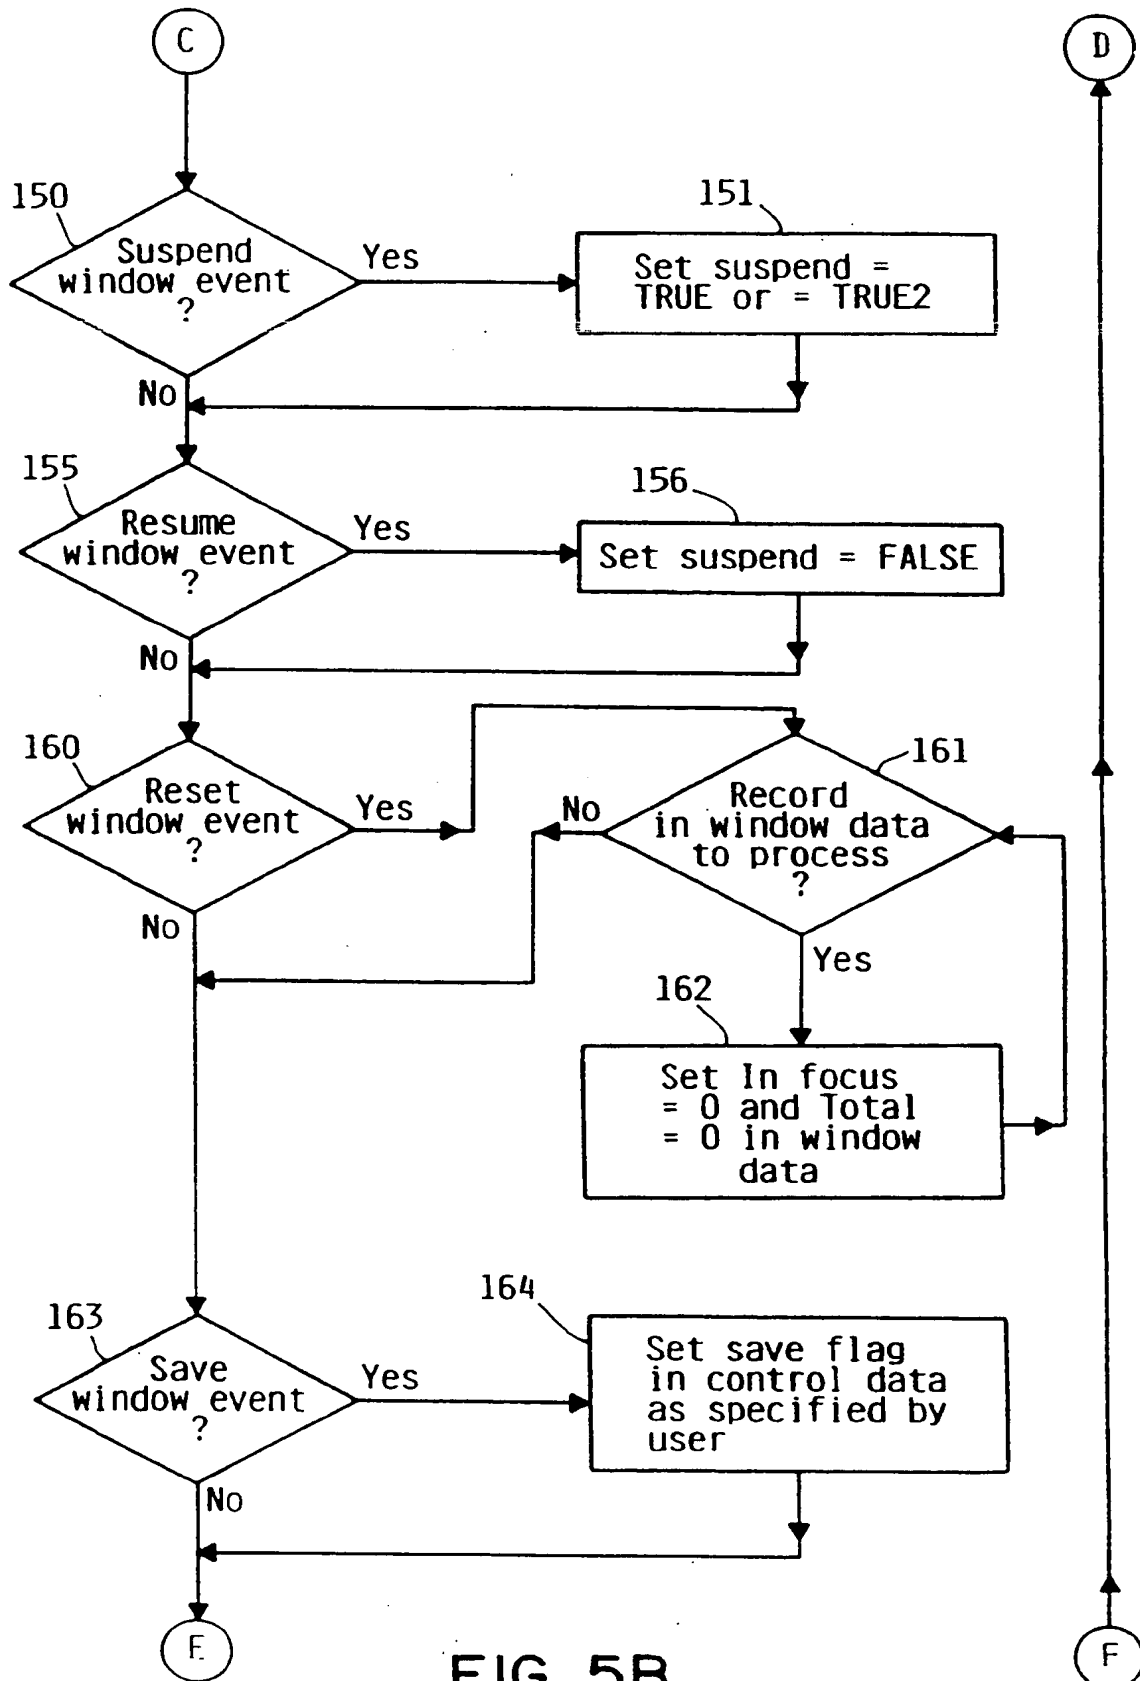 C
D
150
Suspend
window event
?
Yes
151
Set suspend =
TRUE or = TRUE2
No
155
Resume
window event
?
Yes
156
Set suspend = FALSE
No
160
Reset
window event
?
Yes
161
Record
in window data
to process
?
No
Yes
No
162
Set In focus
= 0 and Total
= 0 in window
data
163
Save
window event
?
Yes
164
Set save flag
in control data
as specified by
user
No
E
F
FIG. 5B